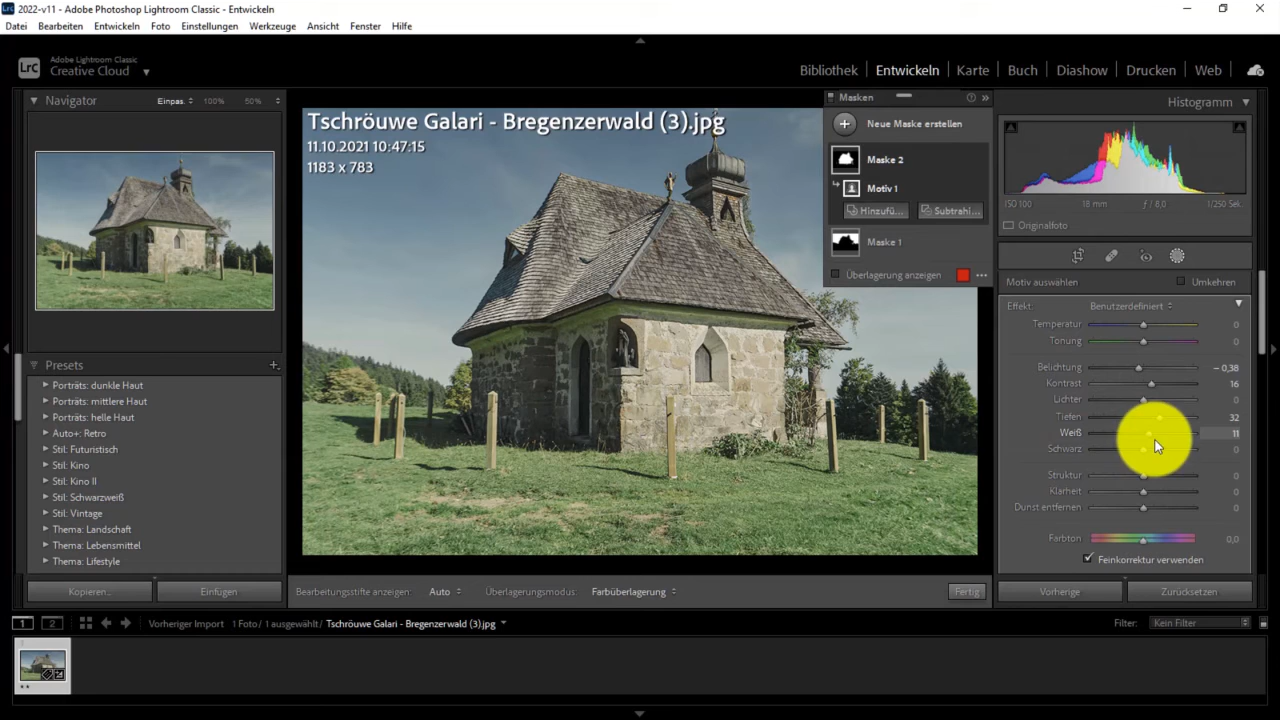 2022-v11 - Adobe Photoshop Lightroom Classic - Entwickeln
Datei Bearbeiten Entwickeln Foto Einstellungen Werkzeuge Ansicht Fenster Hilfe
LrC
Adobe Lightroom Classic
Creative Cloud
Bibliothek Entwickeln Karte Buch Diashow Drucken Web
Navigator Einpas. 100% 50%
Tschröuwe Galari - Bregenzerwald (3).jpg
11.10.2021 10:47:15
1183 x 783
Presets
Porträts: dunkle Haut
Porträts: mittlere Haut
Porträts: helle Haut
Auto+: Retro
Stil: Futuristisch
Stil: Kino
Stil: Kino II
Stil: Schwarzweiß
Stil: Vintage
Thema: Landschaft
Thema: Lebensmittel
Thema: Lifestyle
Kopieren... Einfügen
Masken
Neue Maske erstellen
Maske 2
Motiv 1
Hinzufü... Subtrahi...
Maske 1
Überlagerung anzeigen
Histogramm
ISO 100 18 mm ƒ / 8,0 1/250 Sek.
Originalfoto
Motiv auswählen Umkehren
Effekt: Benutzerdefiniert
Temperatur 0
Tonung 0
Belichtung – 0,38
Kontrast 16
Lichter 0
Tiefen 32
Weiß 11
Schwarz 0
Struktur 0
Klarheit 0
Dunst entfernen 0
Farbton 0,0
Feinkorrektur verwenden
Bearbeitungsstifte anzeigen: Auto Überlagerungsmodus: Farbüberlagerung Fertig
Vorherige Zurücksetzen
1 2 Vorheriger Import 1 Foto/ 1 ausgewählt/ Tschröuwe Galari - Bregenzerwald (3).jpg
Filter: Kein Filter